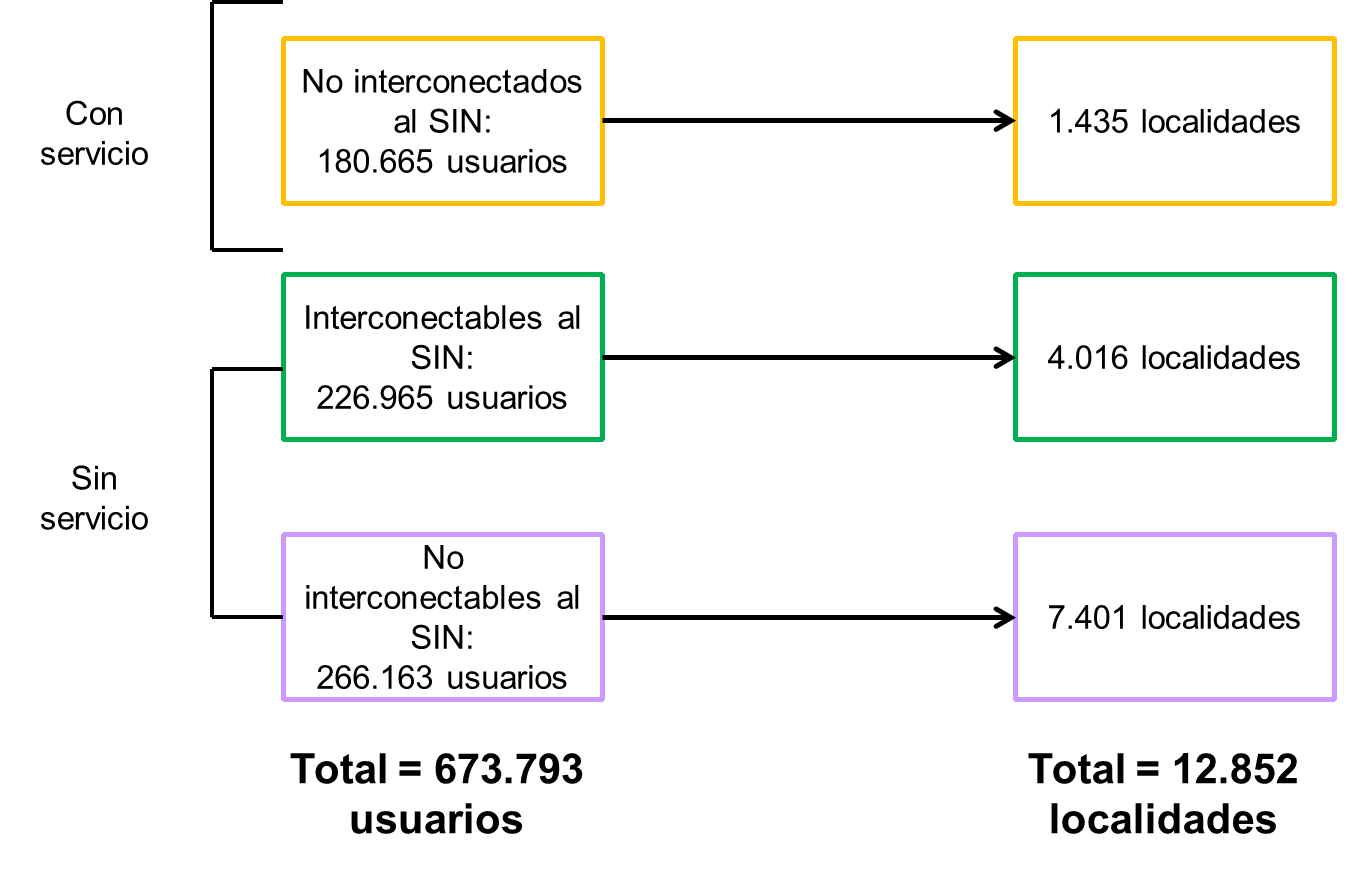 Con
servicio
No interconectados
al SIN:
180.665 usuarios
1.435 localidades
Interconectables al
SIN:
226.965 usuarios
4.016 localidades
Sin
servicio
No
interconectables al
SIN:
266.163 usuarios
7.401 localidades
Total = 673.793
usuarios
Total = 12.852
localidades